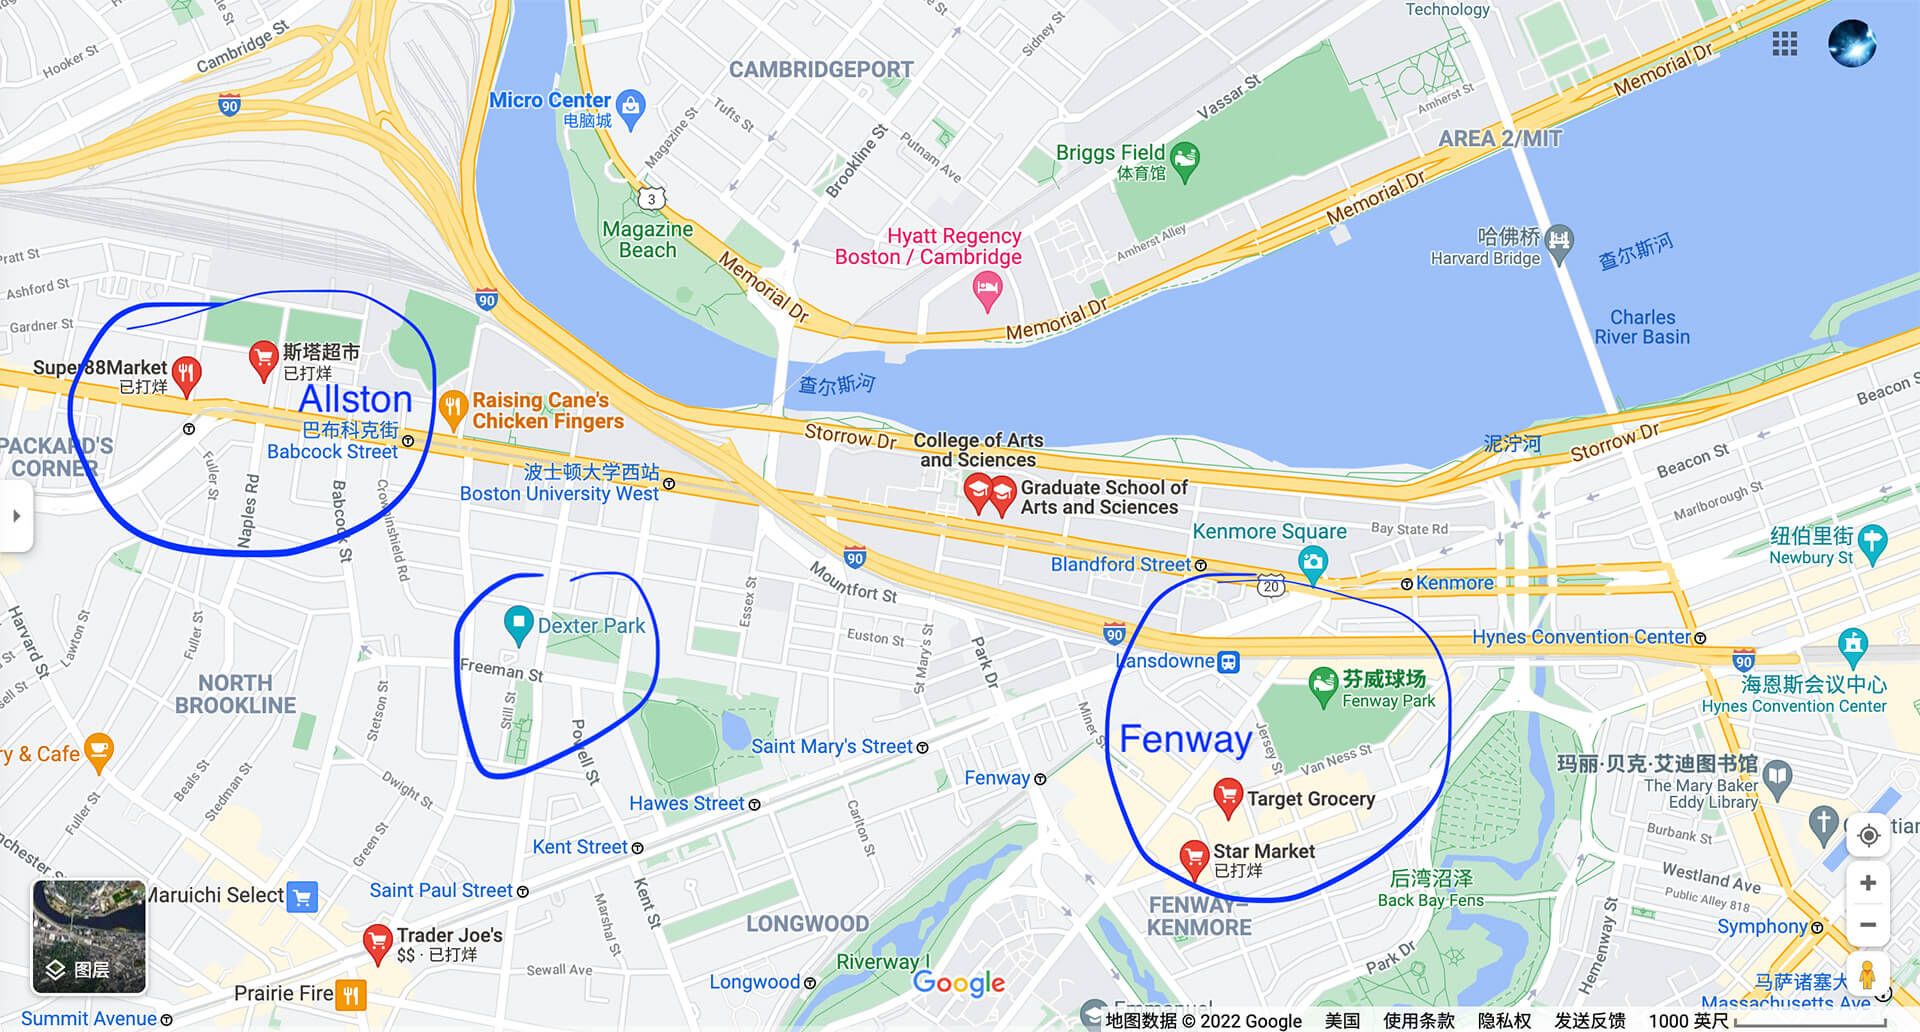 Technology
Hooker St
Cambridge St
CAMBRIDGEPORT
Sidney St
Memorial Dr
90
Micro Center
电脑城
Tufts St
Magazine St
Brookline St
Putnam Ave
Vassar St
Amherst St
AREA 2/MIT
Briggs Field
体育馆
Memorial Dr
3
Magazine
Beach
Hyatt Regency
Boston / Cambridge
Amherst Alley
哈佛桥
Harvard Bridge
查尔斯河
Pratt St
Ashford St
Gardner St
90
Memorial Dr
Memorial Dr
Charles
River Basin
Super88Market
已打烊
斯塔超市
已打烊
Allston
巴布科克街
Babcock Street
Raising Cane's
Chicken Fingers
查尔斯河
Beacon S
PACKARD'S
CORNER
Storrow Dr
College of Arts
and Sciences
泥泞河
Storrow Dr
Beacon St
波士顿大学西站
Boston University West
Graduate School of
Arts and Sciences
Marlborough St
Fuller St
Naples Rd
Babcock St
Crowninshield Rd
Kenmore Square
Bay State Rd
纽伯里街
Newbury St
90
Blandford Street
20
Kenmore
Mountfort St
Essex St
Harvard St
Lawton St
Fuller St
Dexter Park
Euston St
St Mary's St
Park Dr
90
Lansdowne
Hynes Convention Center
90
Freeman St
芬威球场
Fenway Park
海恩斯会议中心
Hynes Convention Center
NORTH
BROOKLINE
Stetson St
Still St
Powell St
Miner St
Jersey St
Fenway
ry & Cafe
Saint Mary's Street
Van Ness St
玛丽·贝克·艾迪图书馆
The Mary Baker
Eddy Library
Beals St
Stedman St
Dwight St
Hawes Street
Fenway
Target Grocery
Fuller St
Green St
Carlton St
Kent Street
Star Market
已打烊
Burnbank St
后湾沼泽
Back Bay Fens
Westland Ave
Public Alley 818
Maruichi Select
Saint Paul Street
Kent St
Marshal St
LONGWOOD
FENWAY–
KENMORE
Hemenway St
Symphony
Trader Joe's
$$ · 已打烊
Sewall Ave
Riverway
Park Dr
图层
Longwood
Google
马萨诸塞大
Massachusetts Ave
Prairie Fire
Emmanuel
Summit Avenue
地图数据 © 2022 Google 美国 使用条款 隐私权 发送反馈 1000 英尺